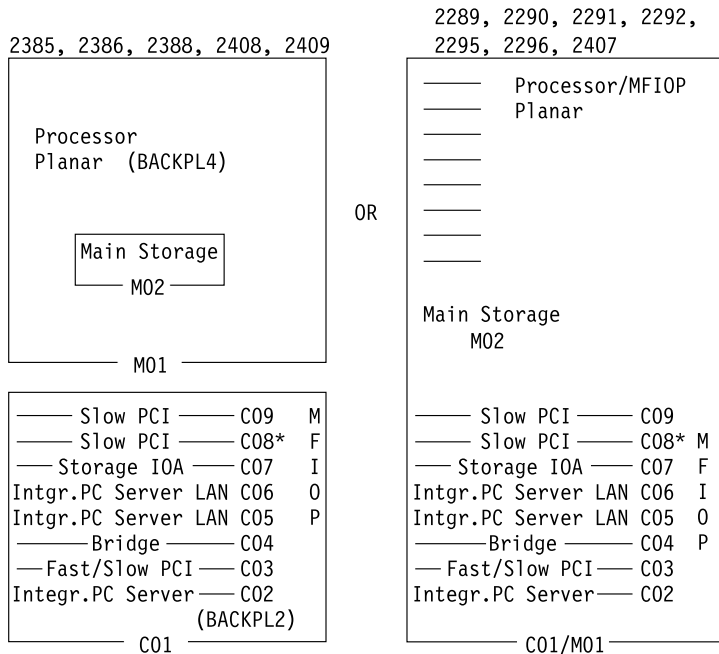 2385, 2386, 2388, 2408, 2409
Processor
Planar (BACKPL4)
Main Storage
M02
M01
Slow PCI C09 M
Slow PCI C08* F
Storage IOA C07 I
Intgr.PC Server LAN C06 O
Intgr.PC Server LAN C05 P
Bridge C04
Fast/Slow PCI C03
Integr.PC Server C02
(BACKPL2)
C01
OR
2289, 2290, 2291, 2292,
2295, 2296, 2407
Processor/MFIOP
Planar
Main Storage
M02
Slow PCI C09
Slow PCI C08* M
Storage IOA C07 F
Intgr.PC Server LAN C06 I
Intgr.PC Server LAN C05 O
Bridge C04 P
Fast/Slow PCI C03
Integr.PC Server C02
C01/M01